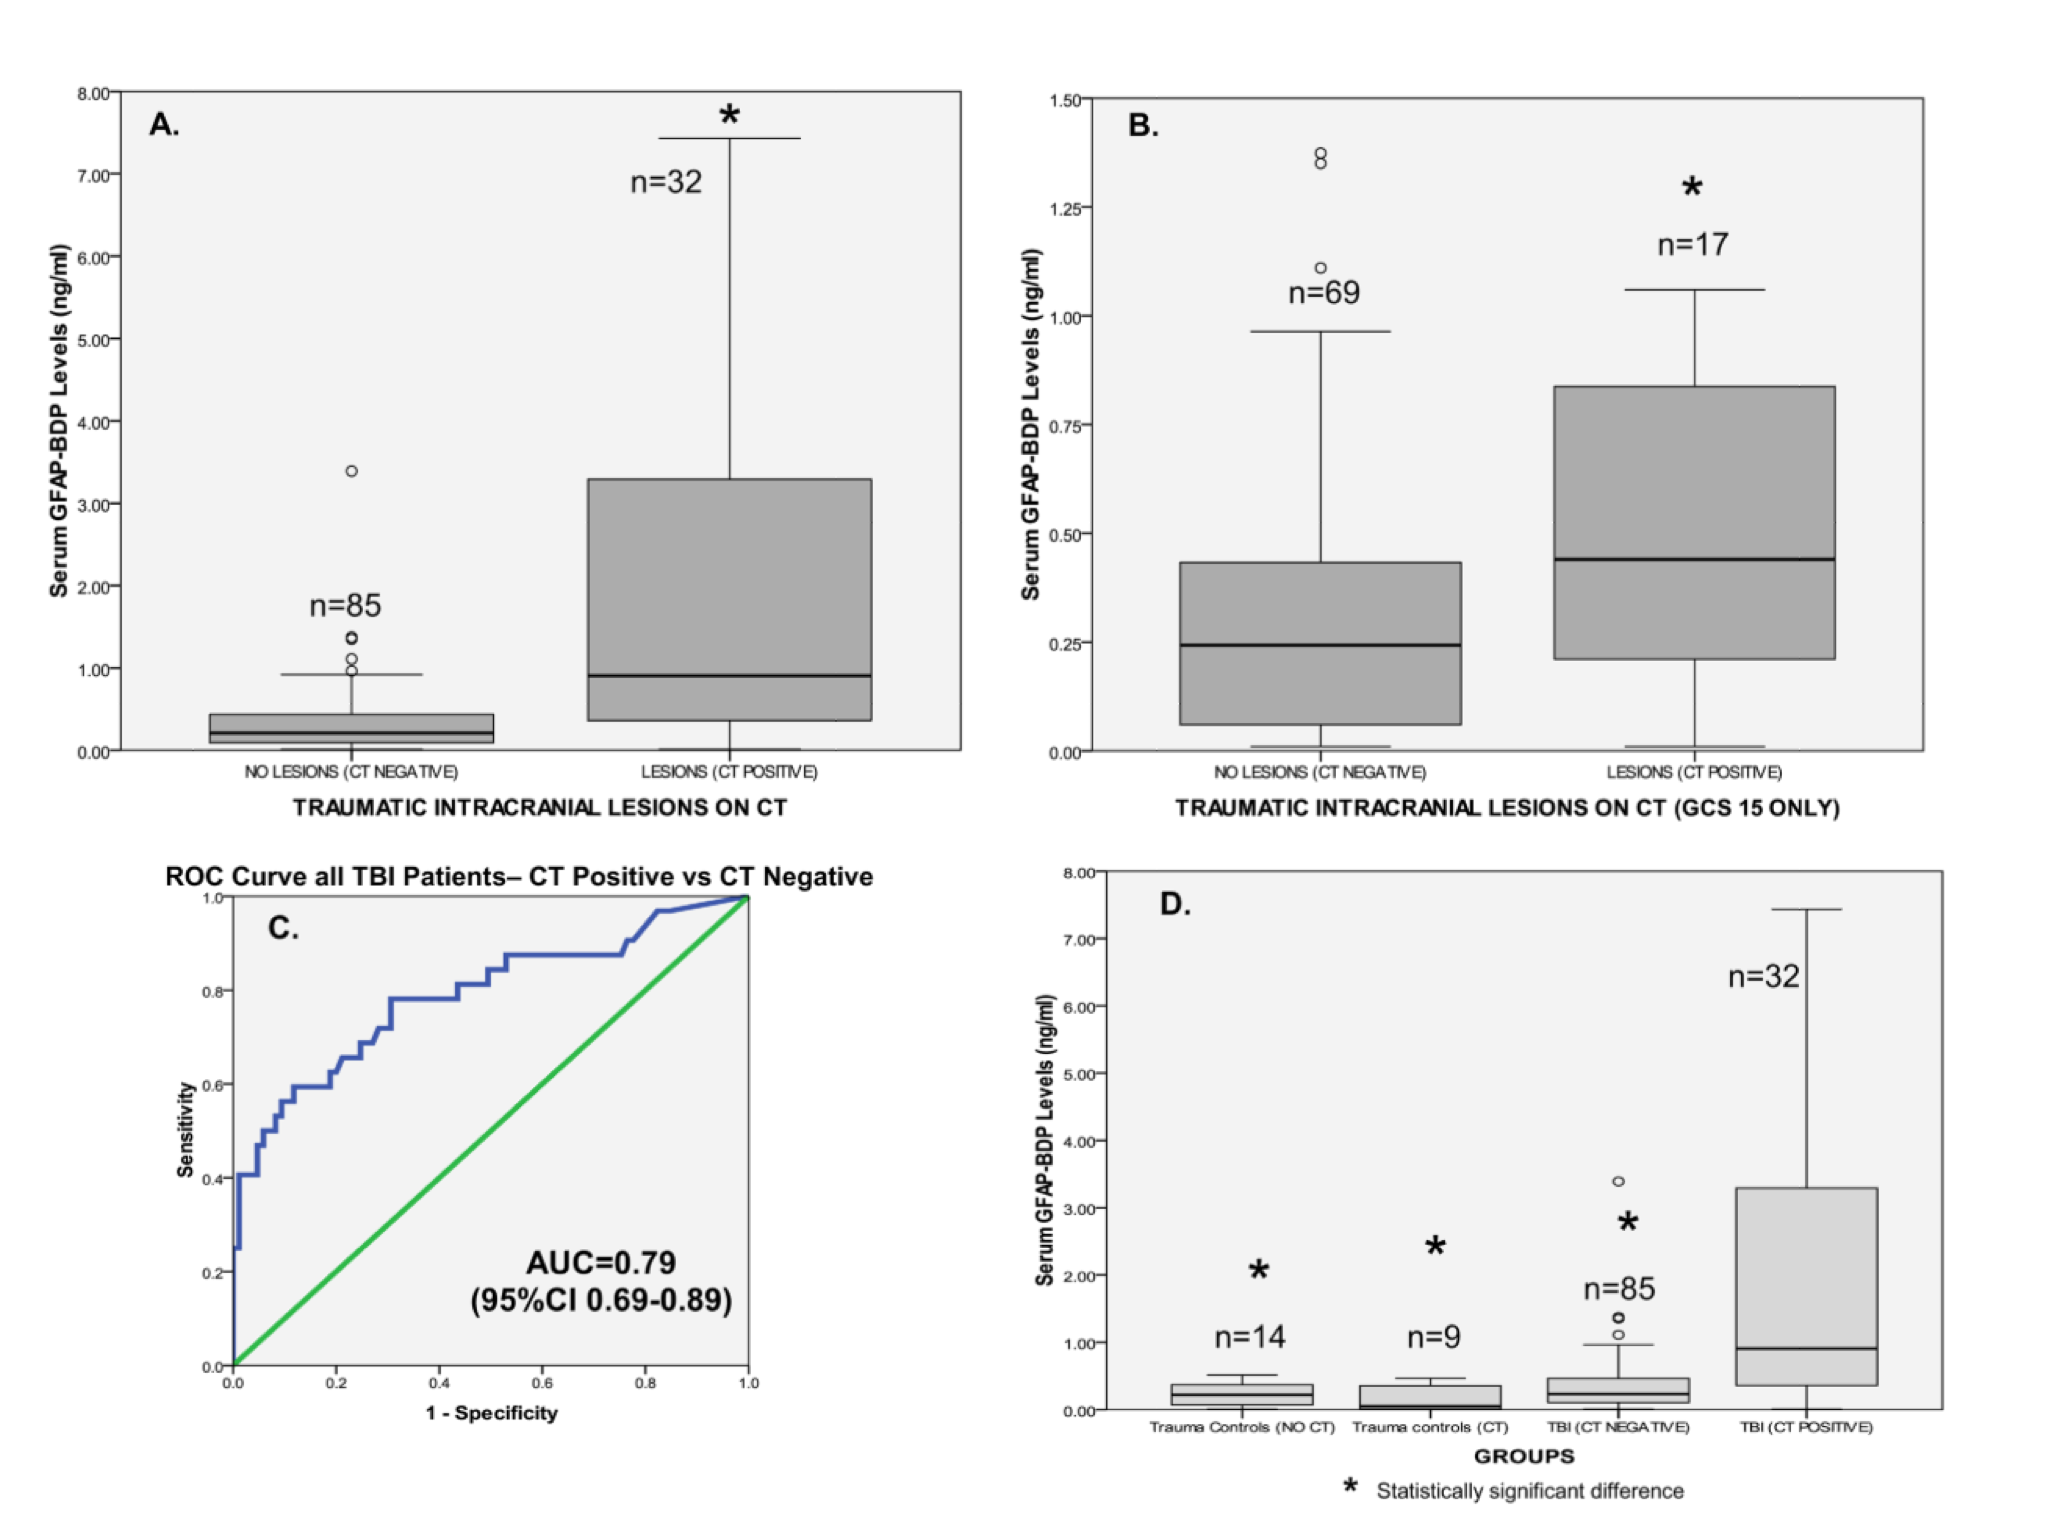 A.
*
n=32
n=85
8.00
7.00
6.00
5.00
4.00
3.00
2.00
1.00
0.00
Serum GFAP-BDP Levels (ng/ml)
NO LESIONS (CT NEGATIVE)
LESIONS (CT POSITIVE)
TRAUMATIC INTRACRANIAL LESIONS ON CT
B.
*
n=17
n=69
1.50
1.25
1.00
0.75
0.50
0.25
0.00
Serum GFAP-BDP Levels (ng/ml)
NO LESIONS (CT NEGATIVE)
LESIONS (CT POSITIVE)
TRAUMATIC INTRACRANIAL LESIONS ON CT (GCS 15 ONLY)
ROC Curve all TBI Patients– CT Positive vs CT Negative
C.
1.0
0.8
0.6
0.4
0.2
0.0
Sensitivity
AUC=0.79
(95%CI 0.69-0.89)
0.0
0.2
0.4
0.6
0.8
1.0
1 - Specificity
D.
8.00
7.00
6.00
5.00
4.00
3.00
2.00
1.00
0.00
Serum GFAP-BDP Levels (ng/ml)
n=32
*
*
*
n=85
n=14
n=9
Trauma Controls (NO CT)
Trauma controls (CT)
TBI (CT NEGATIVE)
TBI (CT POSITIVE)
GROUPS
* Statistically significant difference